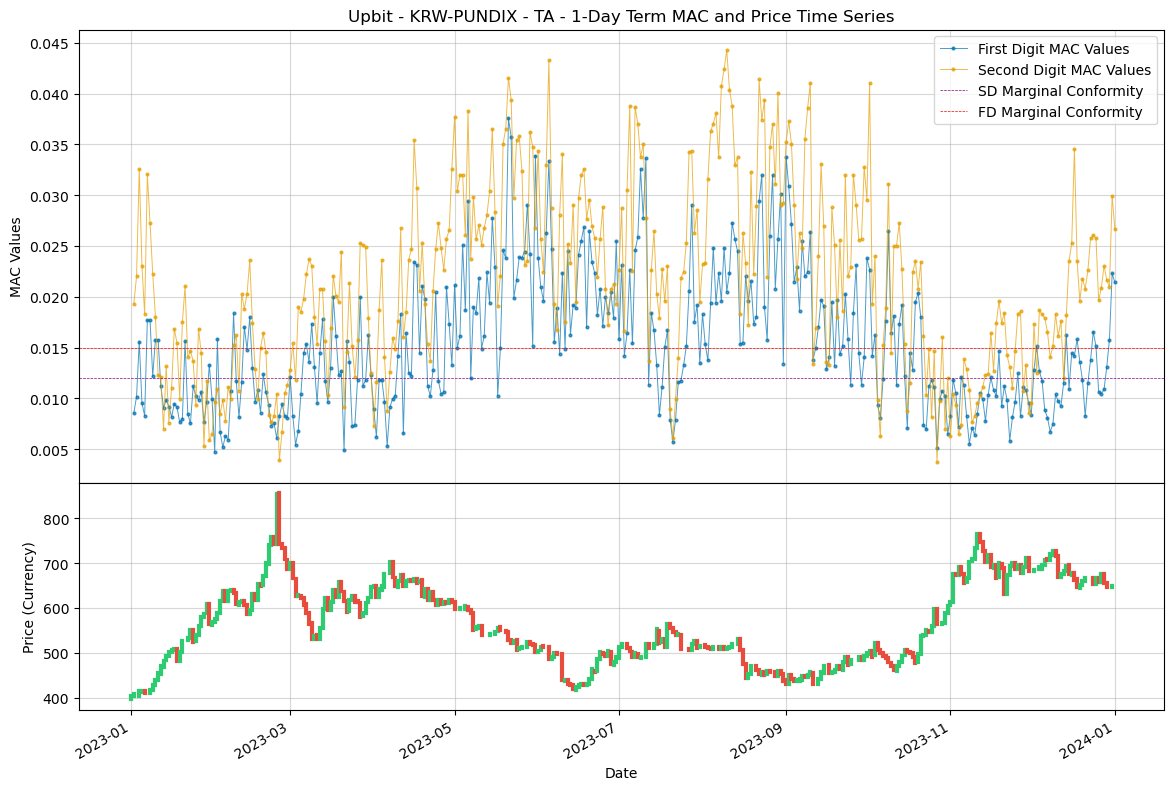 Upbit - KRW-PUNDIX - TA - 1-Day Term MAC and Price Time Series
First Digit MAC Values
Second Digit MAC Values
SD Marginal Conformity
FD Marginal Conformity
MAC Values
0.045
0.040
0.035
0.030
0.025
0.020
0.015
0.010
0.005
Price (Currency)
800
700
600
500
400
2023-01
2023-03
2023-05
2023-07
2023-09
2023-11
2024-01
Date